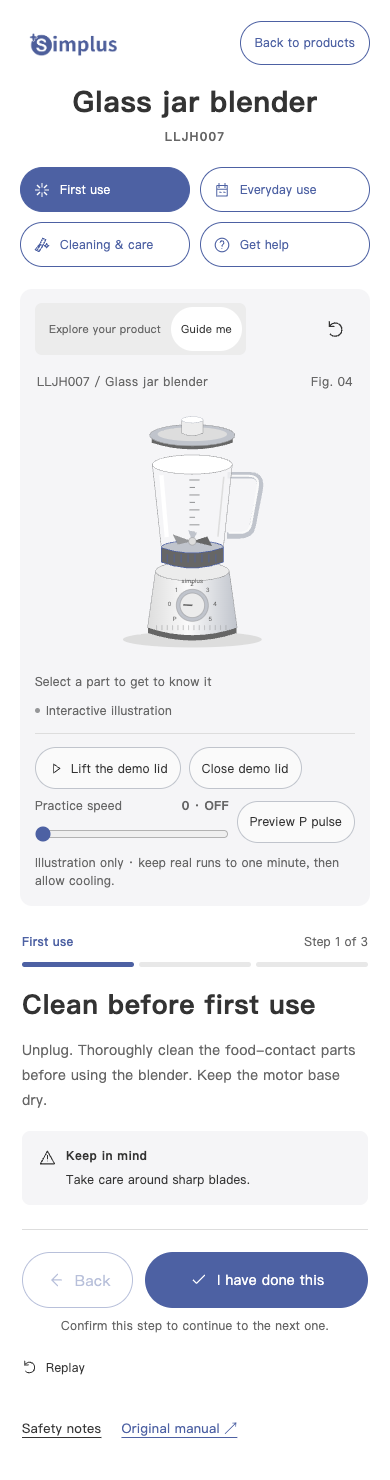 Simplus
Back to products
Glass jar blender
LLJH007
First use
Everyday use
Cleaning & care
Get help
Explore your product
Guide me
LLJH007 / Glass jar blender
Fig. 04
simplus
0
1
2
3
4
5
P
Select a part to get to know it
Interactive illustration
Lift the demo lid
Close demo lid
Practice speed
0 · OFF
Preview P pulse
Illustration only · keep real runs to one minute, then
allow cooling.
First use
Step 1 of 3
Clean before first use
Unplug. Thoroughly clean the food-contact parts
before using the blender. Keep the motor base
dry.
Keep in mind
Take care around sharp blades.
Back
I have done this
Confirm this step to continue to the next one.
Replay
Safety notes
Original manual